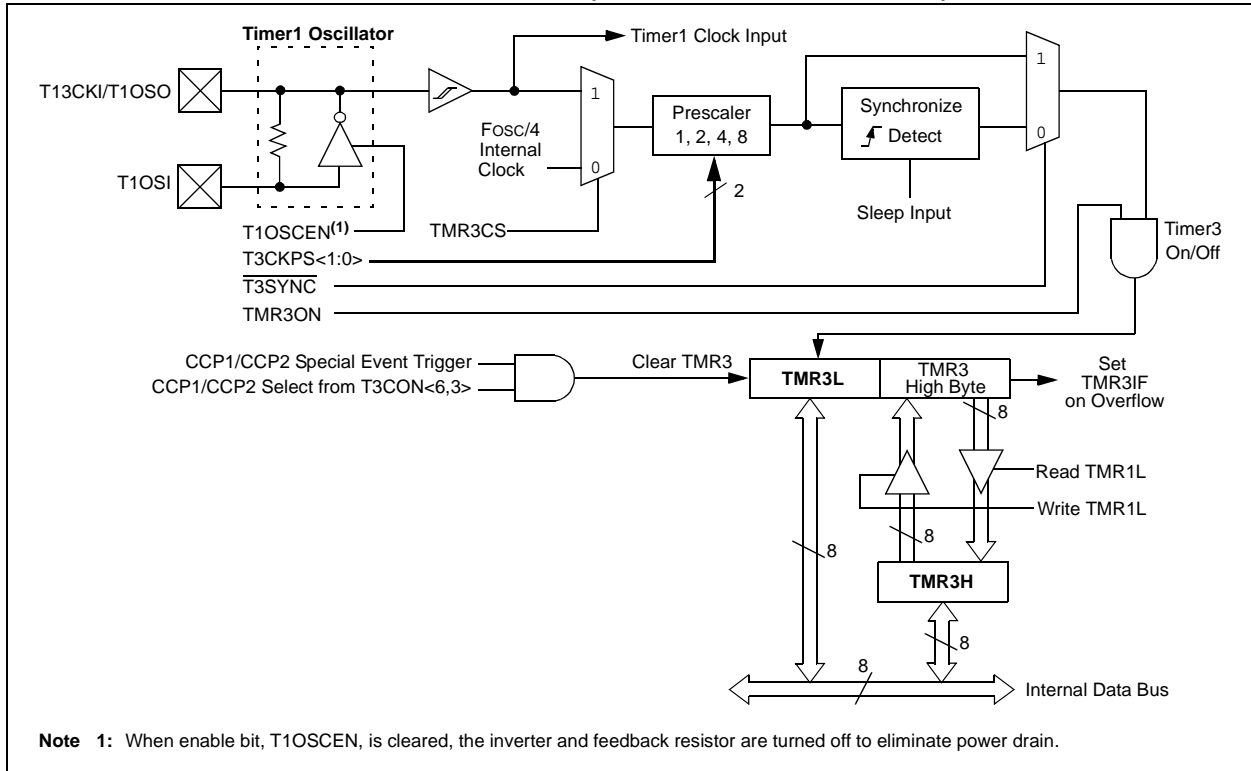 Timer1 Oscillator
Timer1 Clock Input
T13CKI/T1OSO
1
FOSC/4
Internal
Clock
0
Prescaler
1, 2, 4, 8
Synchronize
Detect
1
0
T1OSI
2
Sleep Input
T1OSCEN(1)
TMR3CS
T3CKPS<1:0>
T3SYNC
TMR3ON
Timer3
On/Off
CCP1/CCP2 Special Event Trigger
CCP1/CCP2 Select from T3CON<6,3>
Clear TMR3
TMR3L
TMR3
High Byte
Set
TMR3IF
on Overflow
8
Read TMR1L
Write TMR1L
8
8
TMR3H
8
8
Internal Data Bus
Note 1: When enable bit, T1OSCEN, is cleared, the inverter and feedback resistor are turned off to eliminate power drain.